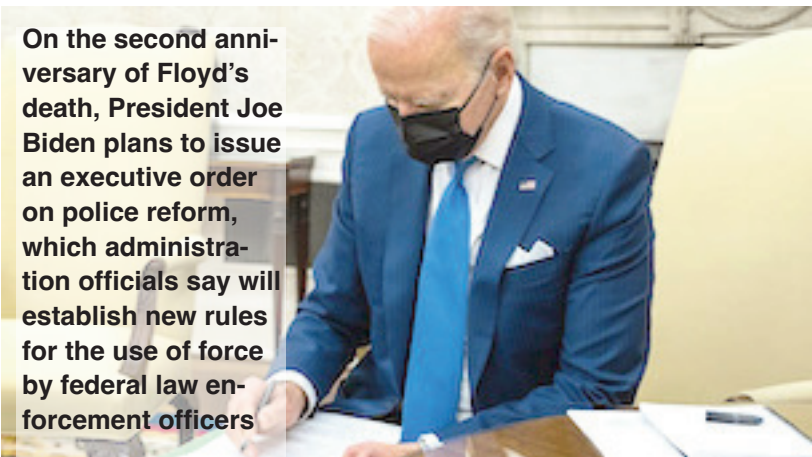 On the second anni-
versary of Floyd's
death, President Joe
Biden plans to issue
an executive order
on police reform,
which administra-
tion officials say will
establish new rules
for the use of force
by federal law en-
forcement officers